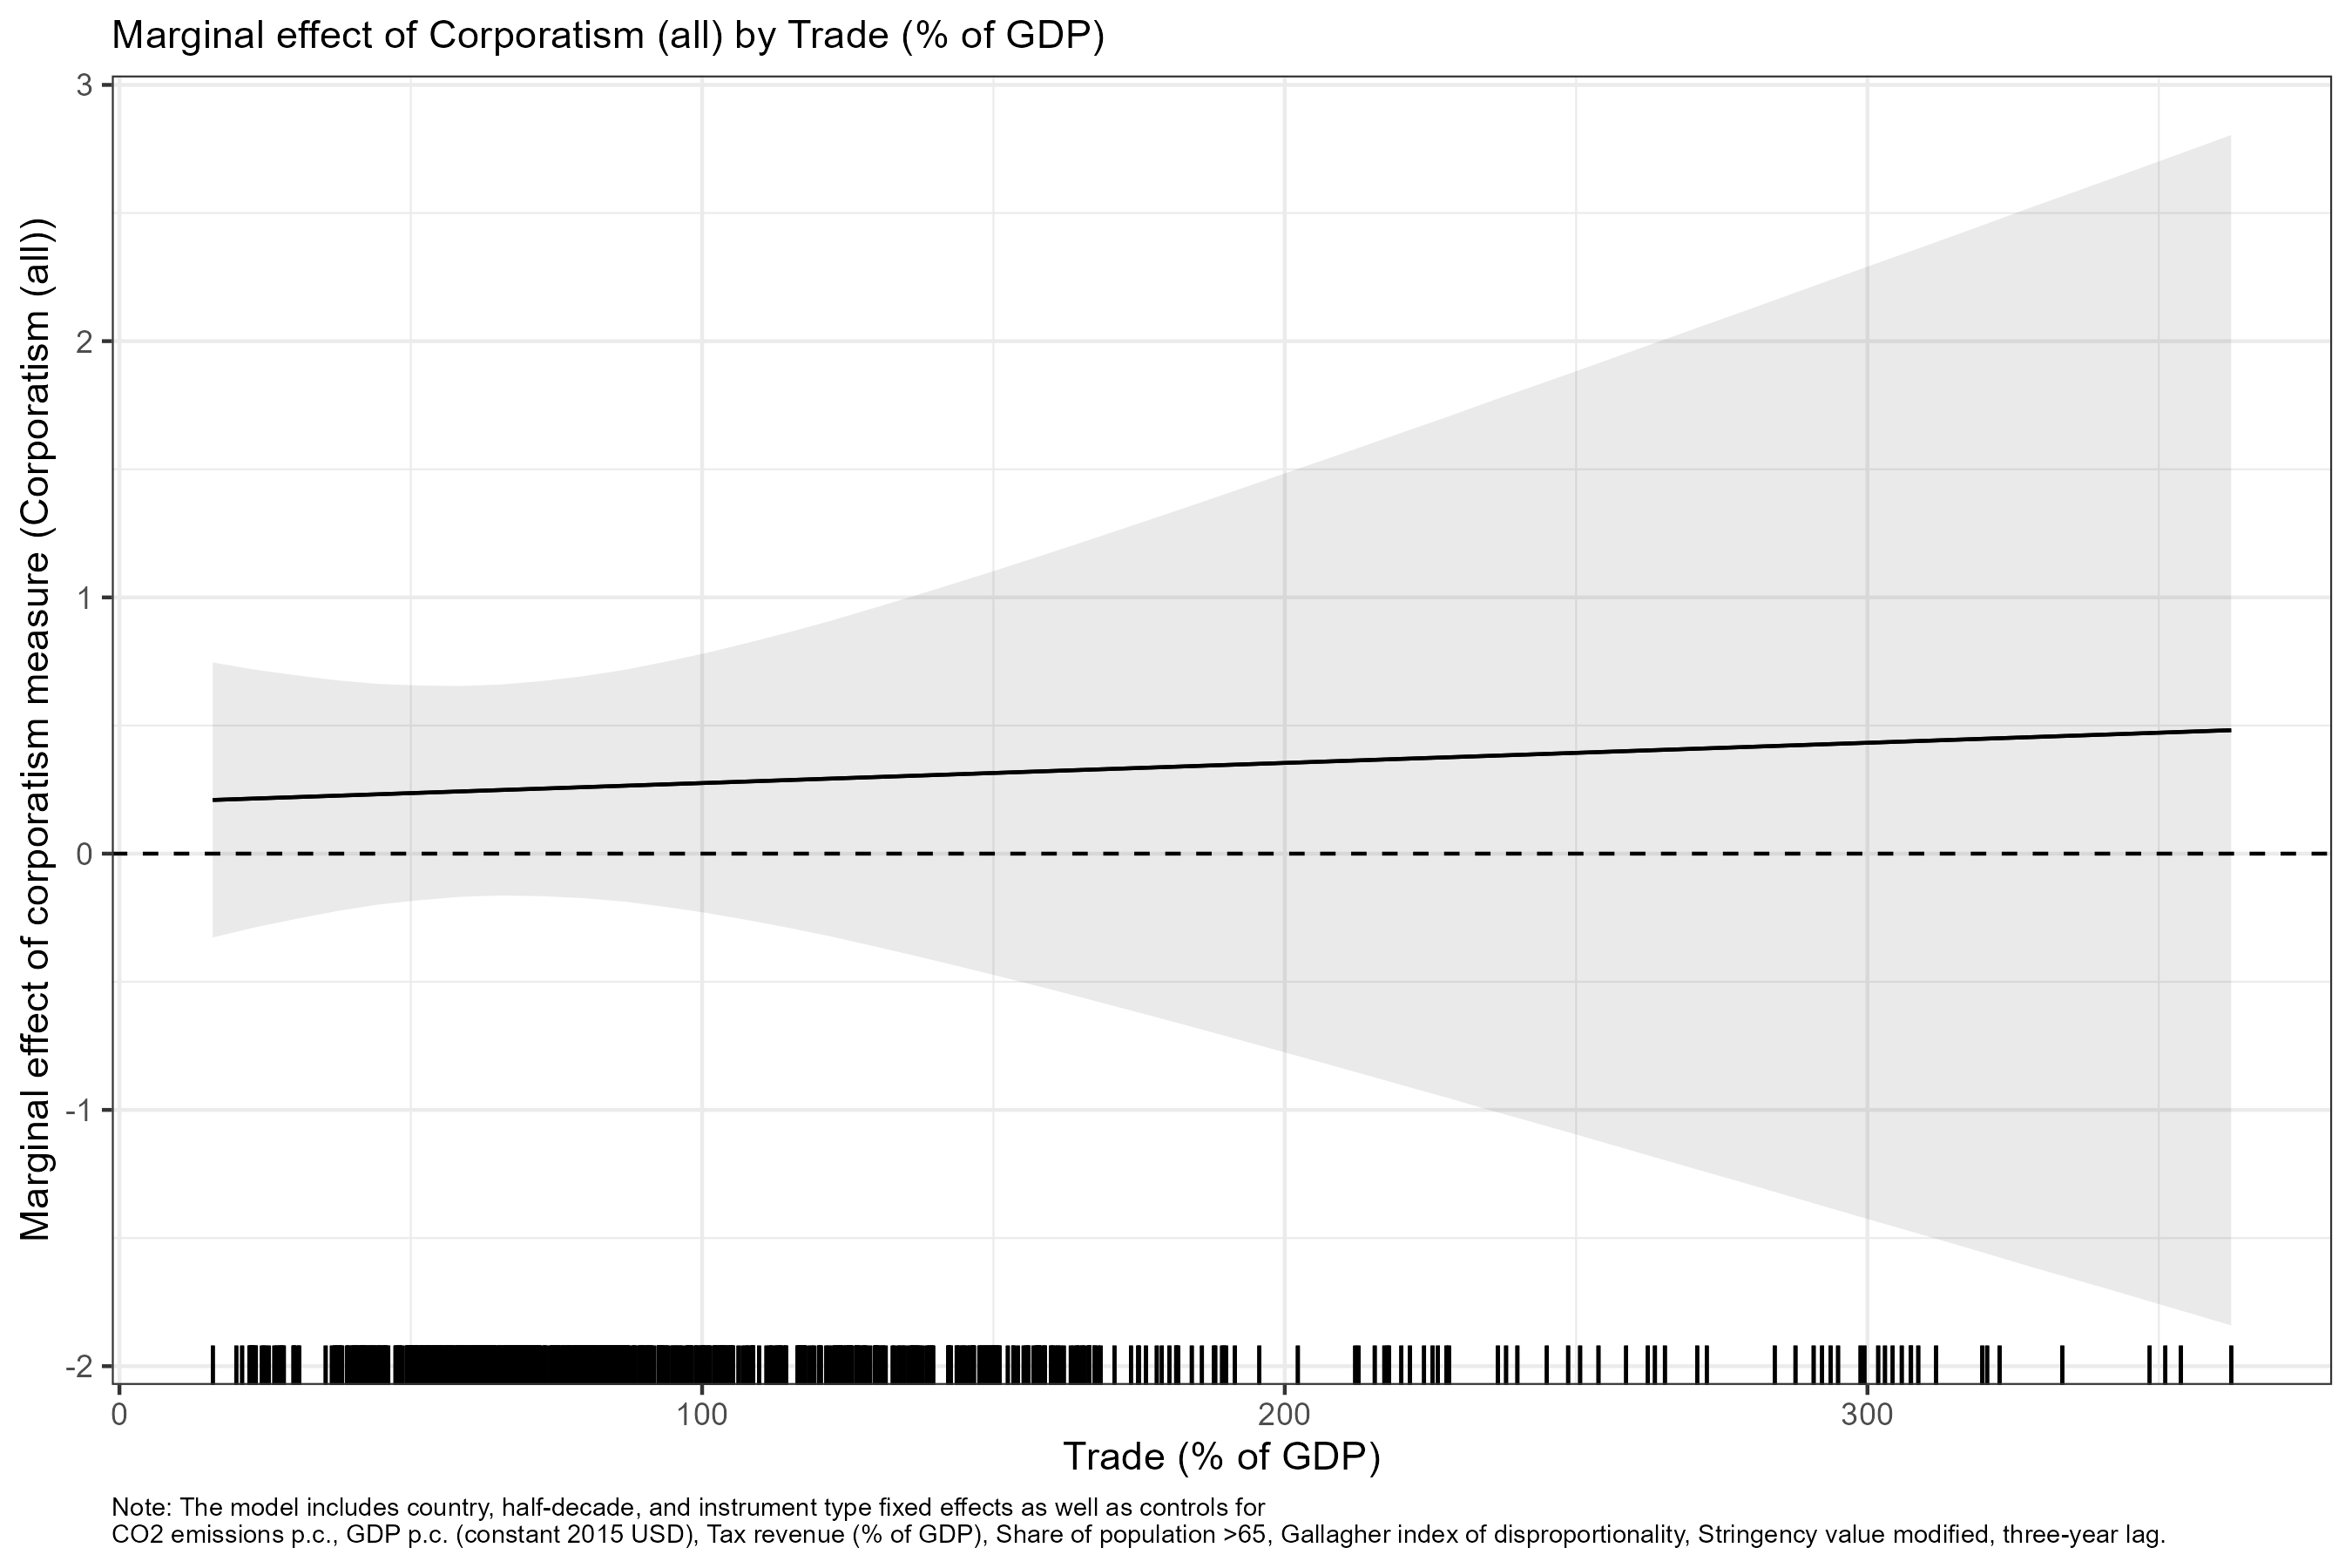 Marginal effect of Corporatism (all) by Trade (% of GDP)
Marginal effect of corporatism measure (Corporatism (all))
3
2
1
0
-1
-2
0
100
200
300
Trade (% of GDP)
Note: The model includes country, half-decade, and instrument type fixed effects as well as controls for
CO2 emissions p.c., GDP p.c. (constant 2015 USD), Tax revenue (% of GDP), Share of population >65, Gallagher index of disproportionality, Stringency value modified, three-year lag.